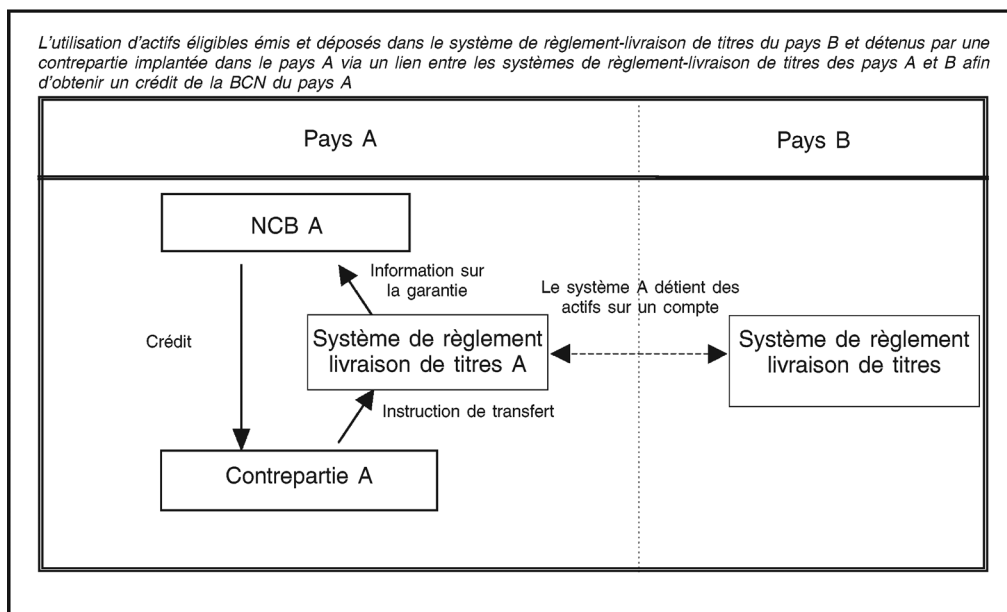 L'utilisation d'actifs éligibles émis et déposés dans le système de règlement-livraison de titres du pays B et détenus par une
contrepartie implantée dans le pays A via un lien entre les systèmes de règlement-livraison de titres des pays A et B afin
d'obtenir un crédit de la BCN du pays A
Pays A
Pays B
NCB A
Information sur
la garantie
Le système A détient des
actifs sur un compte
Crédit
Système de règlement
livraison de titres A
Système de règlement
livraison de titres
Instruction de transfert
Contrepartie A